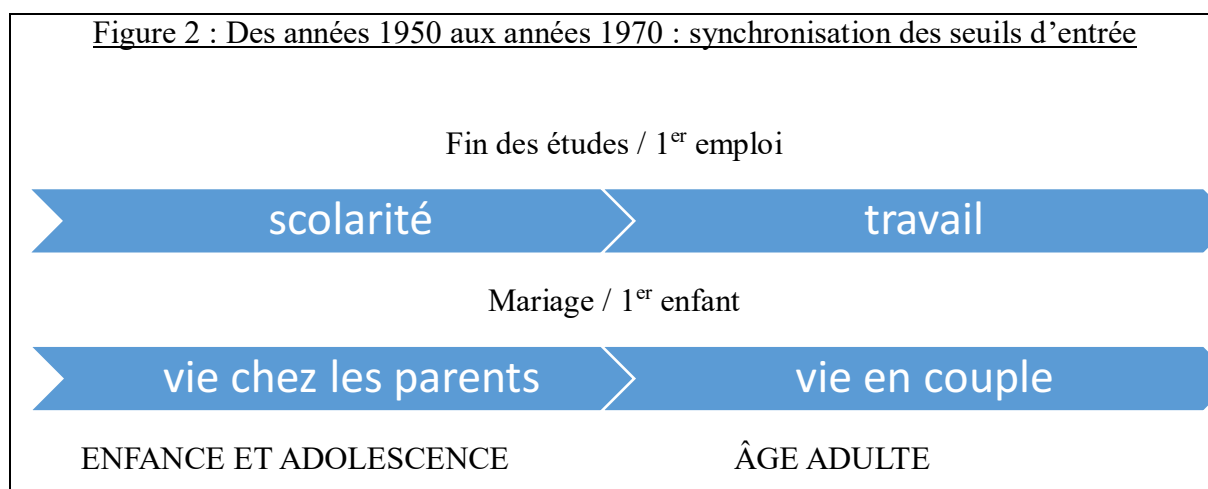 Figure 2 : Des années 1950 aux années 1970 : synchronisation des seuils d’entrée
Fin des études / 1er emploi
scolarité travail
Mariage / 1er enfant
vie chez les parents vie en couple
ENFANCE ET ADOLESCENCE ÂGE ADULTE